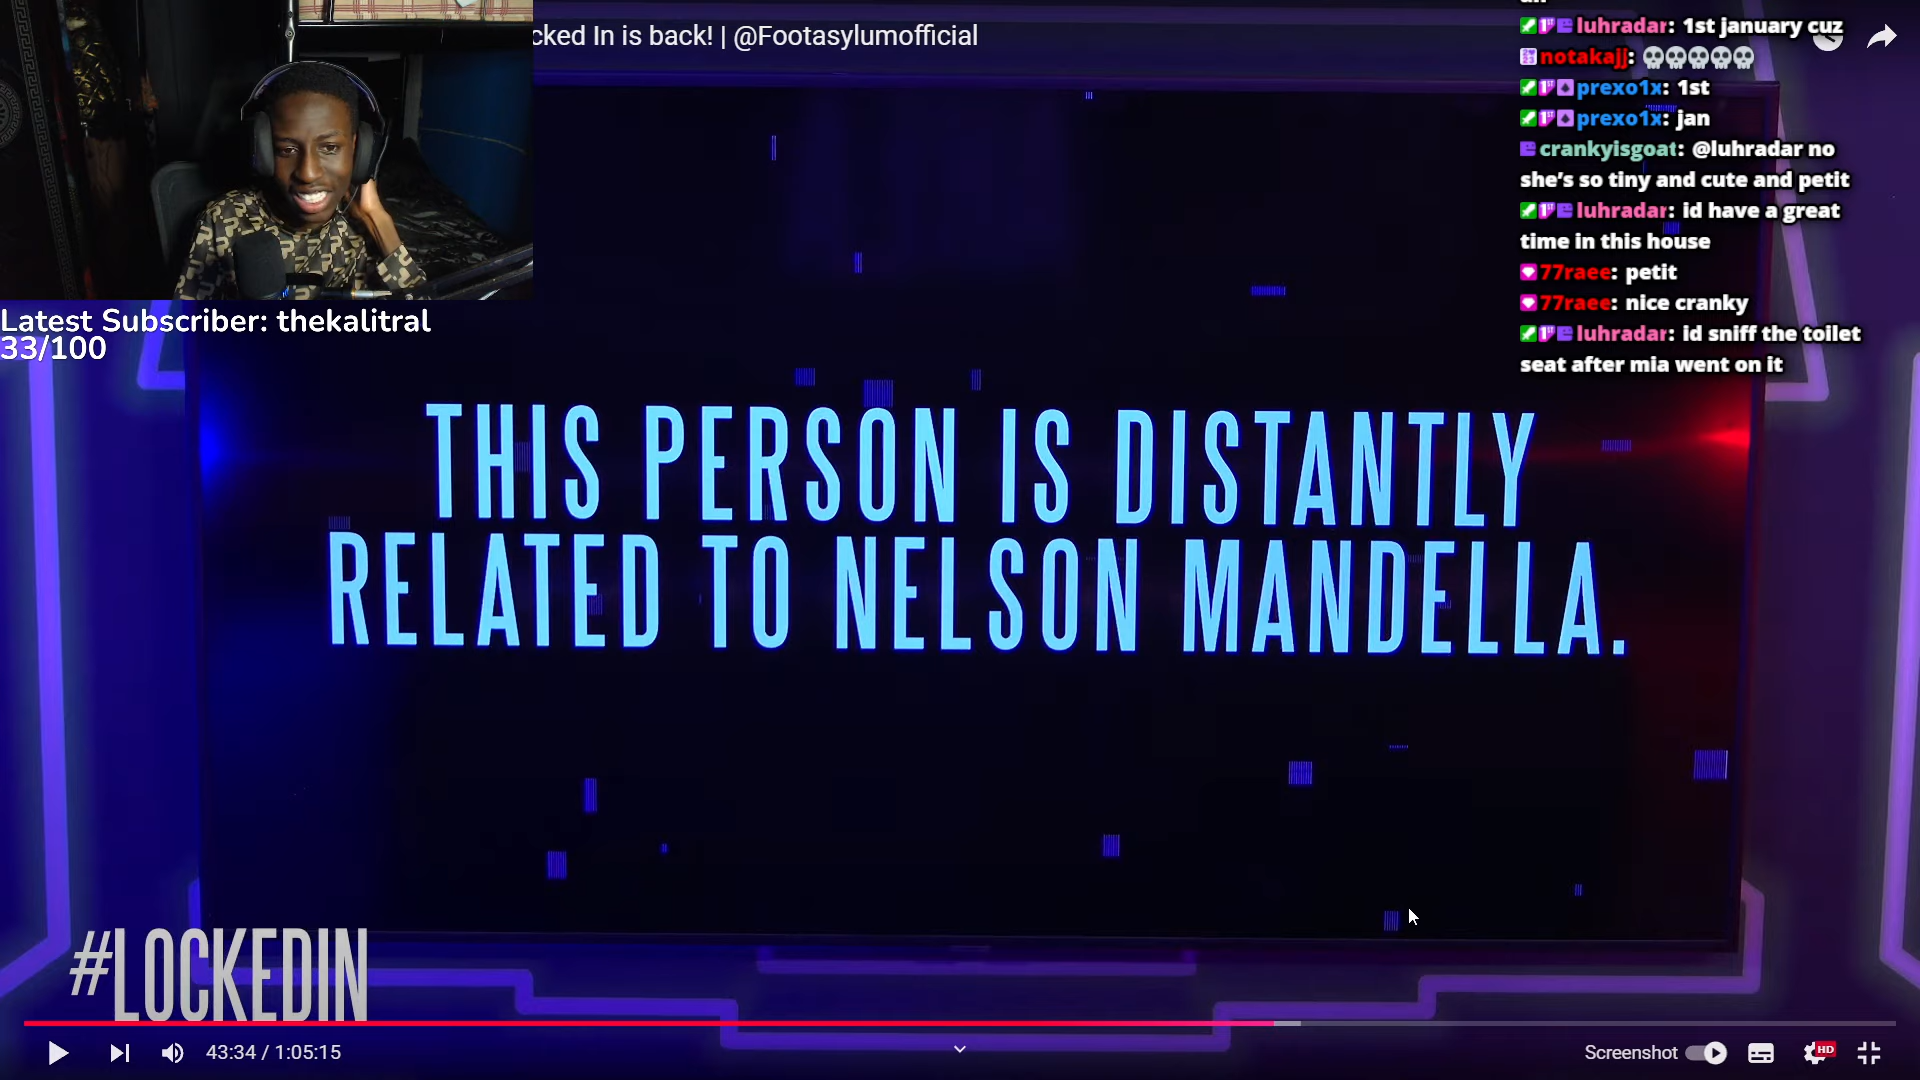 cked In is back! | @Footasylumofficial
luhradar: 1st january cuz
notakajj:
prexo1x: 1st
prexo1x: jan
crankyisgoat: @luhradar no
she's so tiny and cute and petit
luhradar: id have a great
time in this house
77raee: petit
77raee: nice cranky
luhradar: id sniff the toilet
seat after mia went on it
Latest Subscriber: thekalitral
33/100
THIS PERSON IS DISTANTLY
RELATED TO NELSON MANDELLA.
#LOCKEDIN
43:34 / 1:05:15
Screenshot
HD